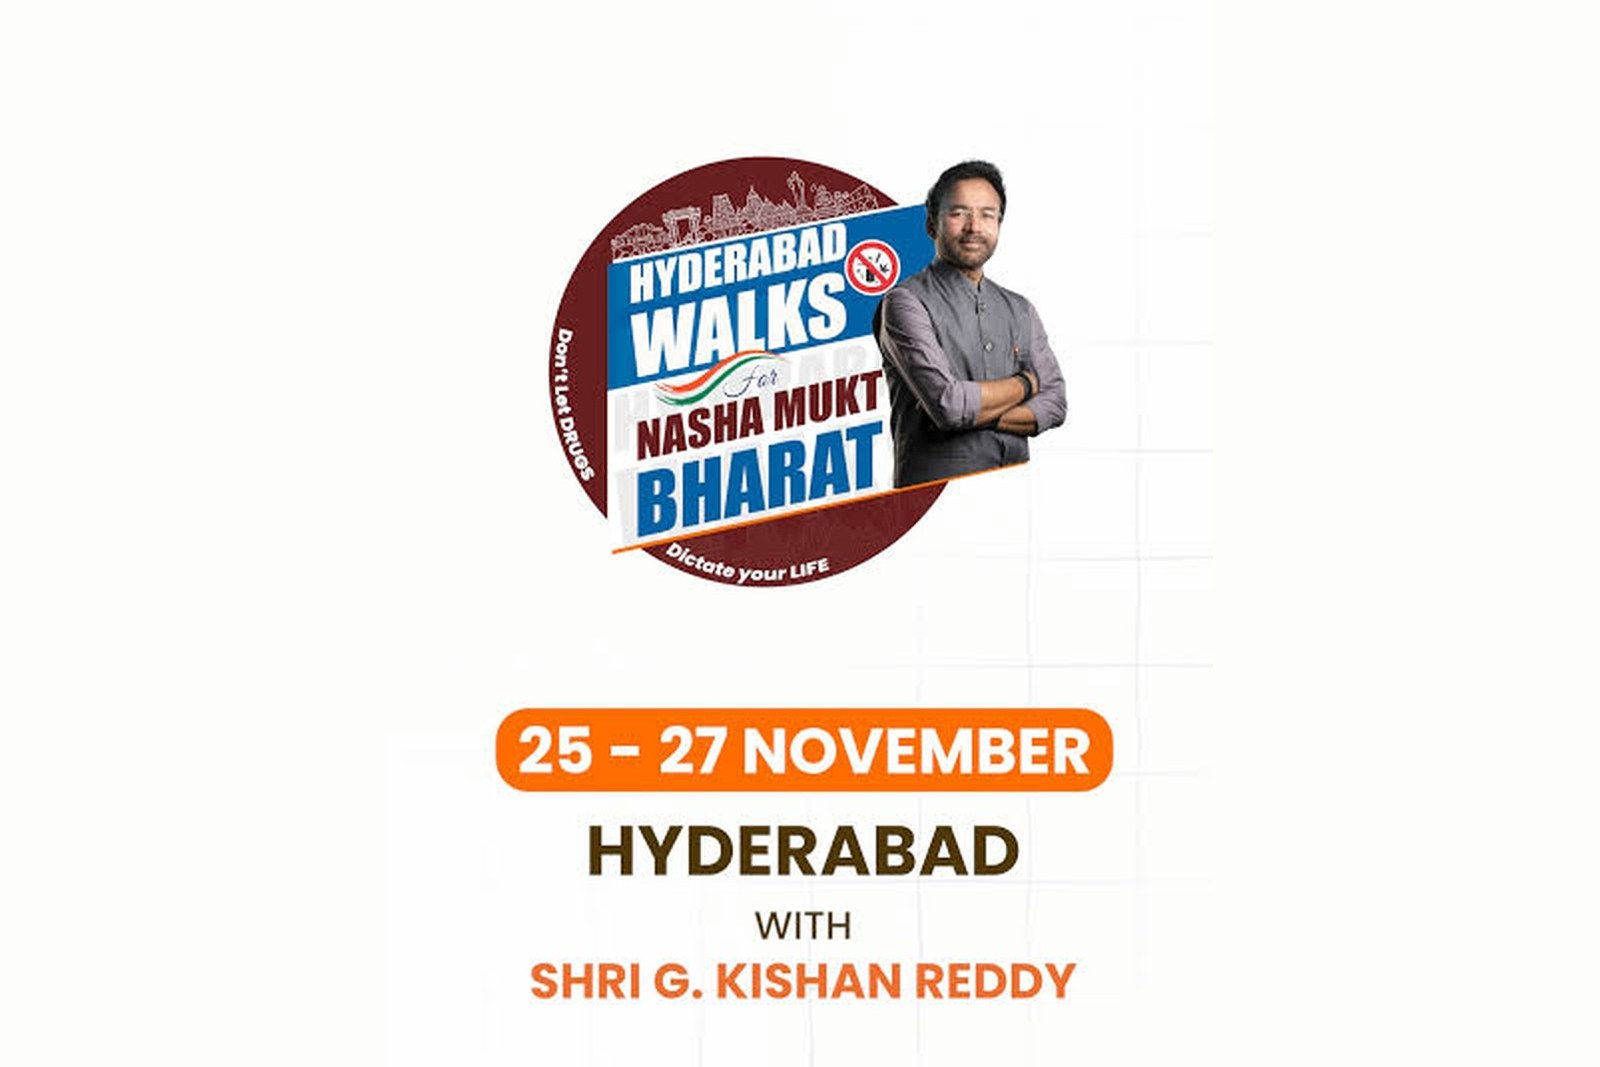 HYDERABAD
WALKS
for
NASHA MUKT
BHARAT
Don't Let DRUGS
Dictate your LIFE
25 - 27 NOVEMBER
HYDERABAD
WITH
SHRI G. KISHAN REDDY